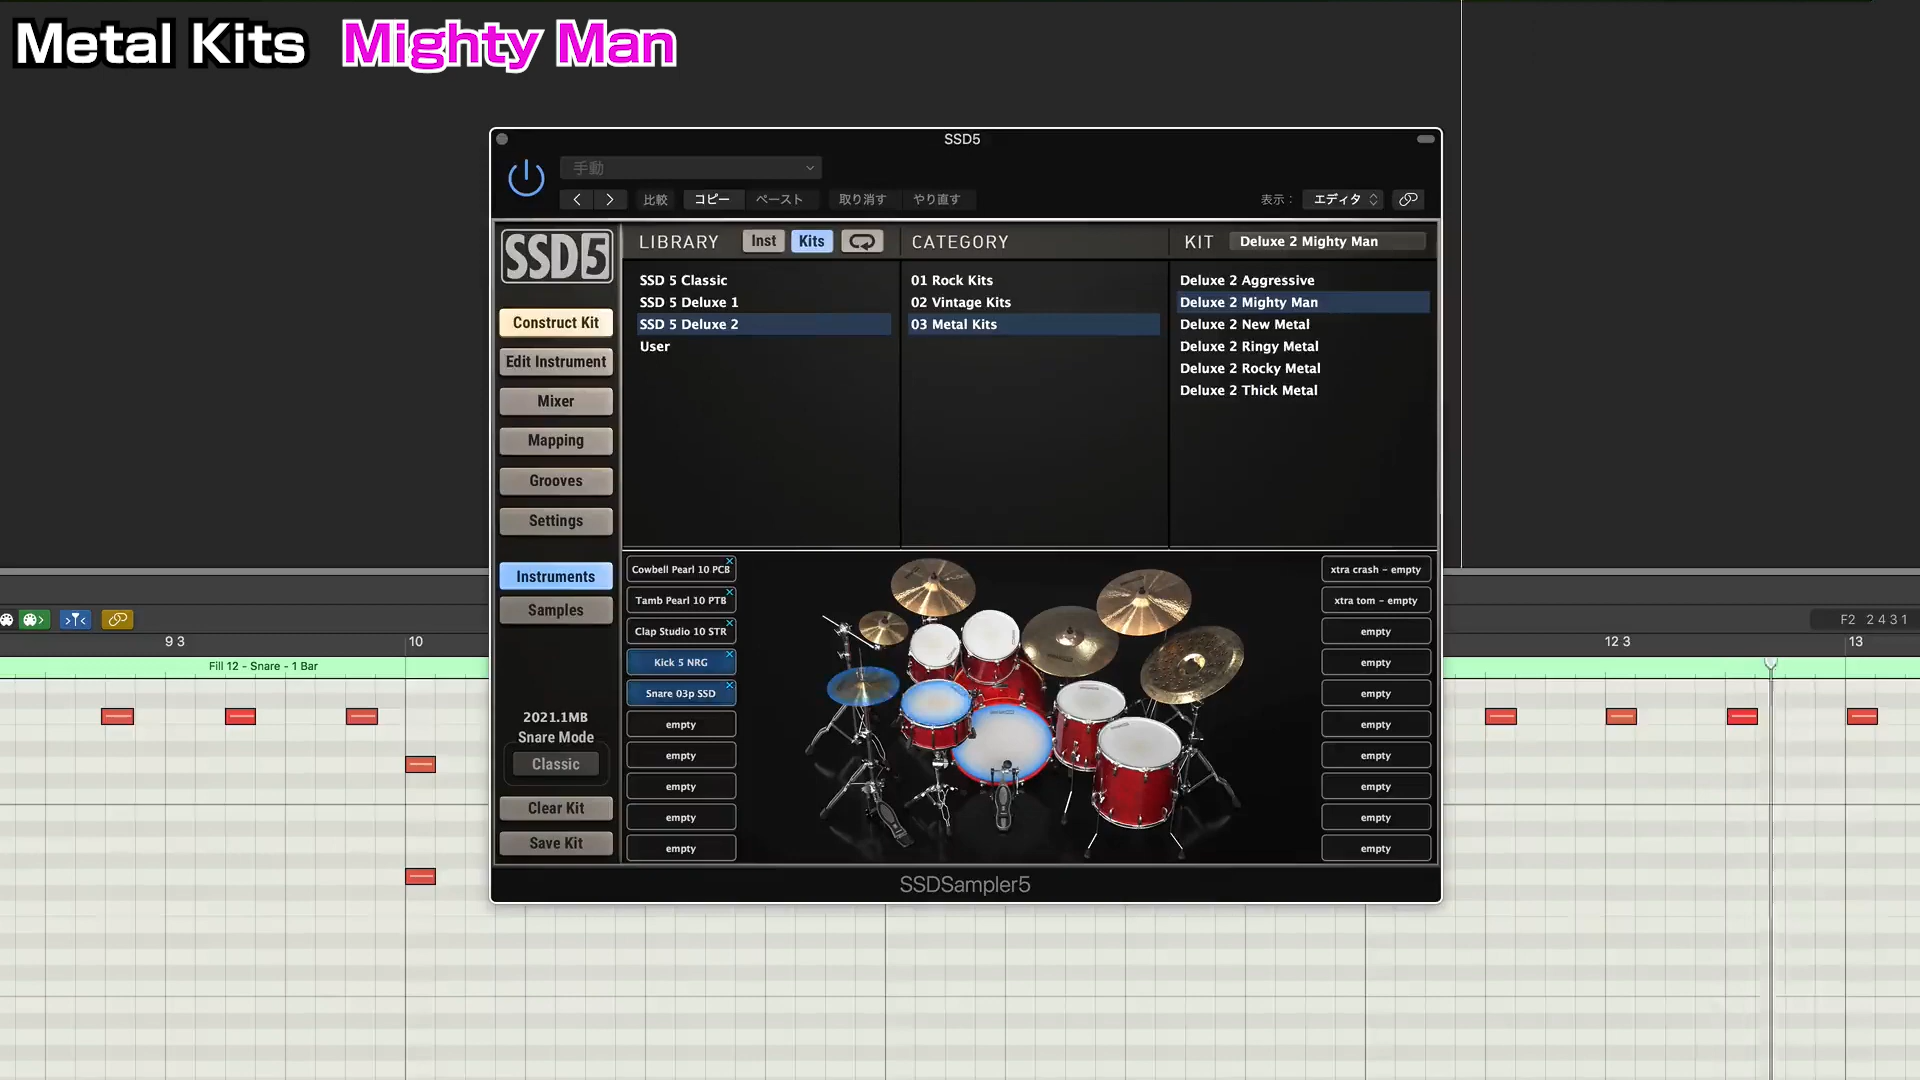 Metal Kits Mighty Man
SSD5
手動
比較 コピー ペースト 取り消す やり直す 表示： エディタ
SSD5
LIBRARY Inst Kits CATEGORY KIT Deluxe 2 Mighty Man
SSD 5 Classic
SSD 5 Deluxe 1
SSD 5 Deluxe 2
User
01 Rock Kits
02 Vintage Kits
03 Metal Kits
Deluxe 2 Aggressive
Deluxe 2 Mighty Man
Deluxe 2 New Metal
Deluxe 2 Ringy Metal
Deluxe 2 Rocky Metal
Deluxe 2 Thick Metal
Construct Kit
Edit Instrument
Mixer
Mapping
Grooves
Settings
Instruments
Samples
2021.1MB
Snare Mode
Classic
Clear Kit
Save Kit
Cowbell Pearl 10 PCB
Tamb Pearl 10 PTB
Clap Studio 10 STR
Kick 5 NRG
Snare 03p SSD
empty
empty
empty
empty
empty
xtra crash - empty
xtra tom - empty
empty
empty
empty
empty
empty
empty
empty
empty
SSDSampler5
F2 2 4 3 1
9 3 10 12 3 13
Fill 12 - Snare - 1 Bar